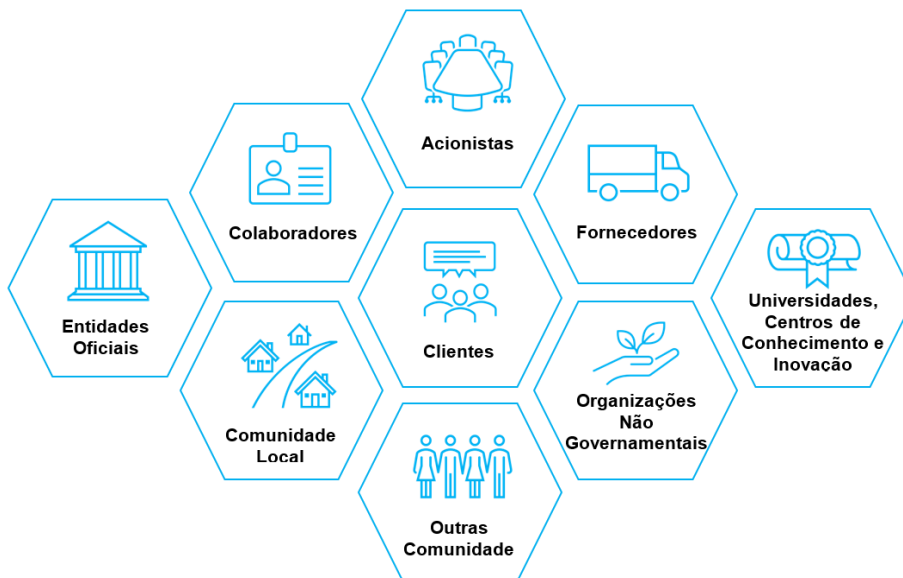 Acionistas
Colaboradores
Fornecedores
Entidades
Oficiais
Clientes
Universidades,
Centros de
Conhecimento e
Inovação
Comunidade
Local
Organizações
Não
Governamentais
Outras
Comunidade